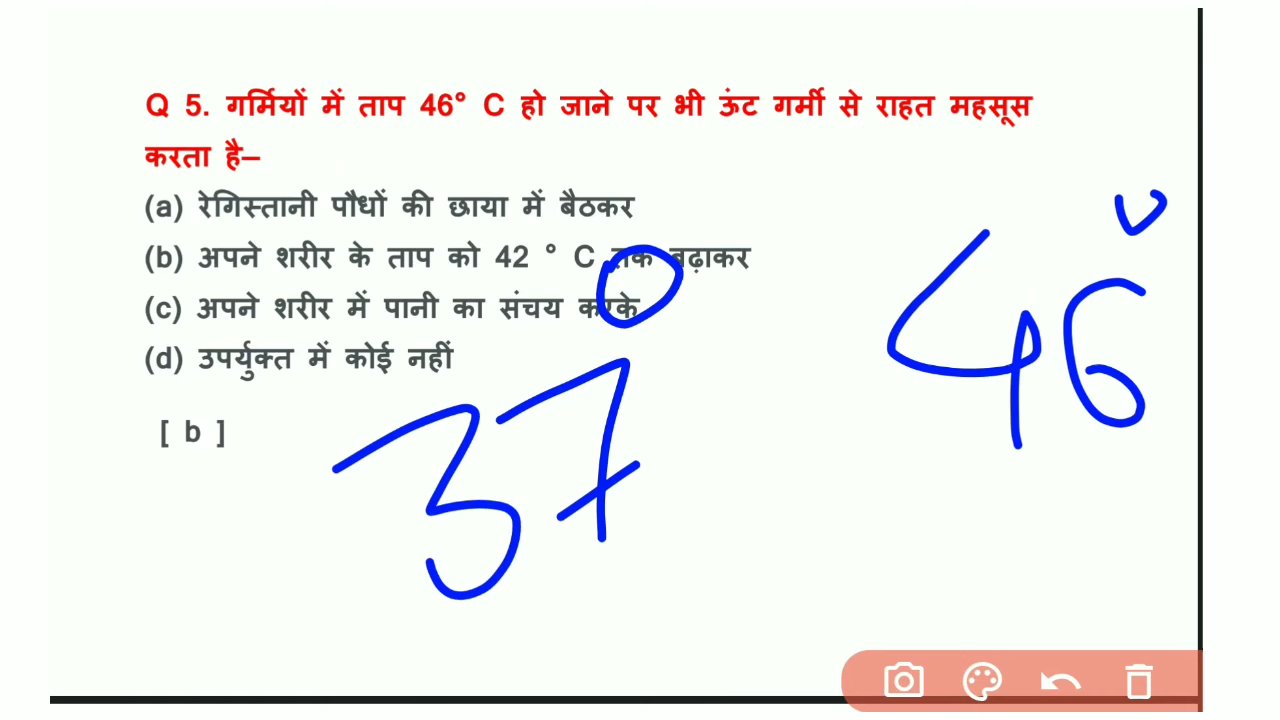 Q 5. गर्मियों में ताप 46° C हो जाने पर भी ऊंट गर्मी से राहत महसूस
करता है–
(a) रेगिस्तानी पौधों की छाया में बैठकर
(b) अपने शरीर के ताप को 42 ° C तक बढ़ाकर
(c) अपने शरीर में पानी का संचय करके
(d) उपर्युक्त में कोई नहीं
[ b ]
37°
46°